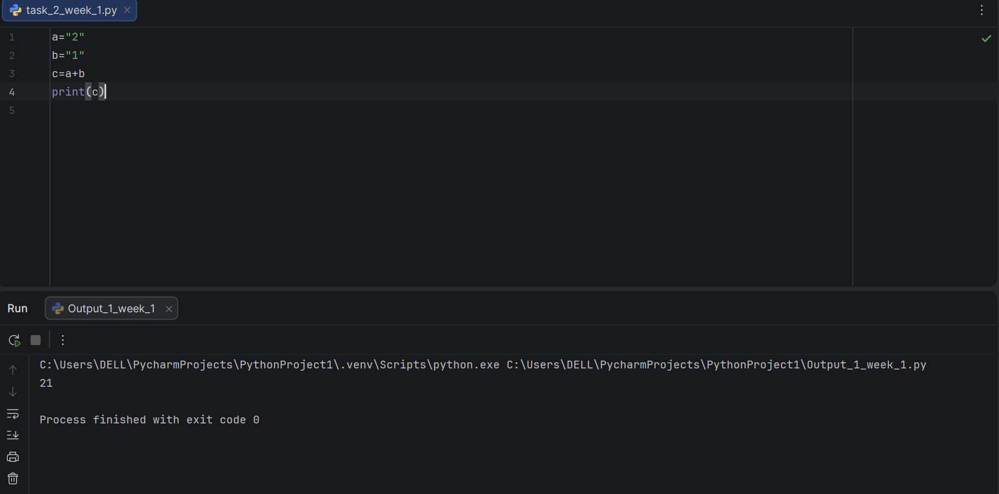 task_2_week_1.py
1 a="2"
2 b="1"
3 c=a+b
4 print(c)
5
Run Output_1_week_1
C:\Users\DELL\PycharmProjects\PythonProject1\.venv\Scripts\python.exe C:\Users\DELL\PycharmProjects\PythonProject1\Output_1_week_1.py
21
Process finished with exit code 0